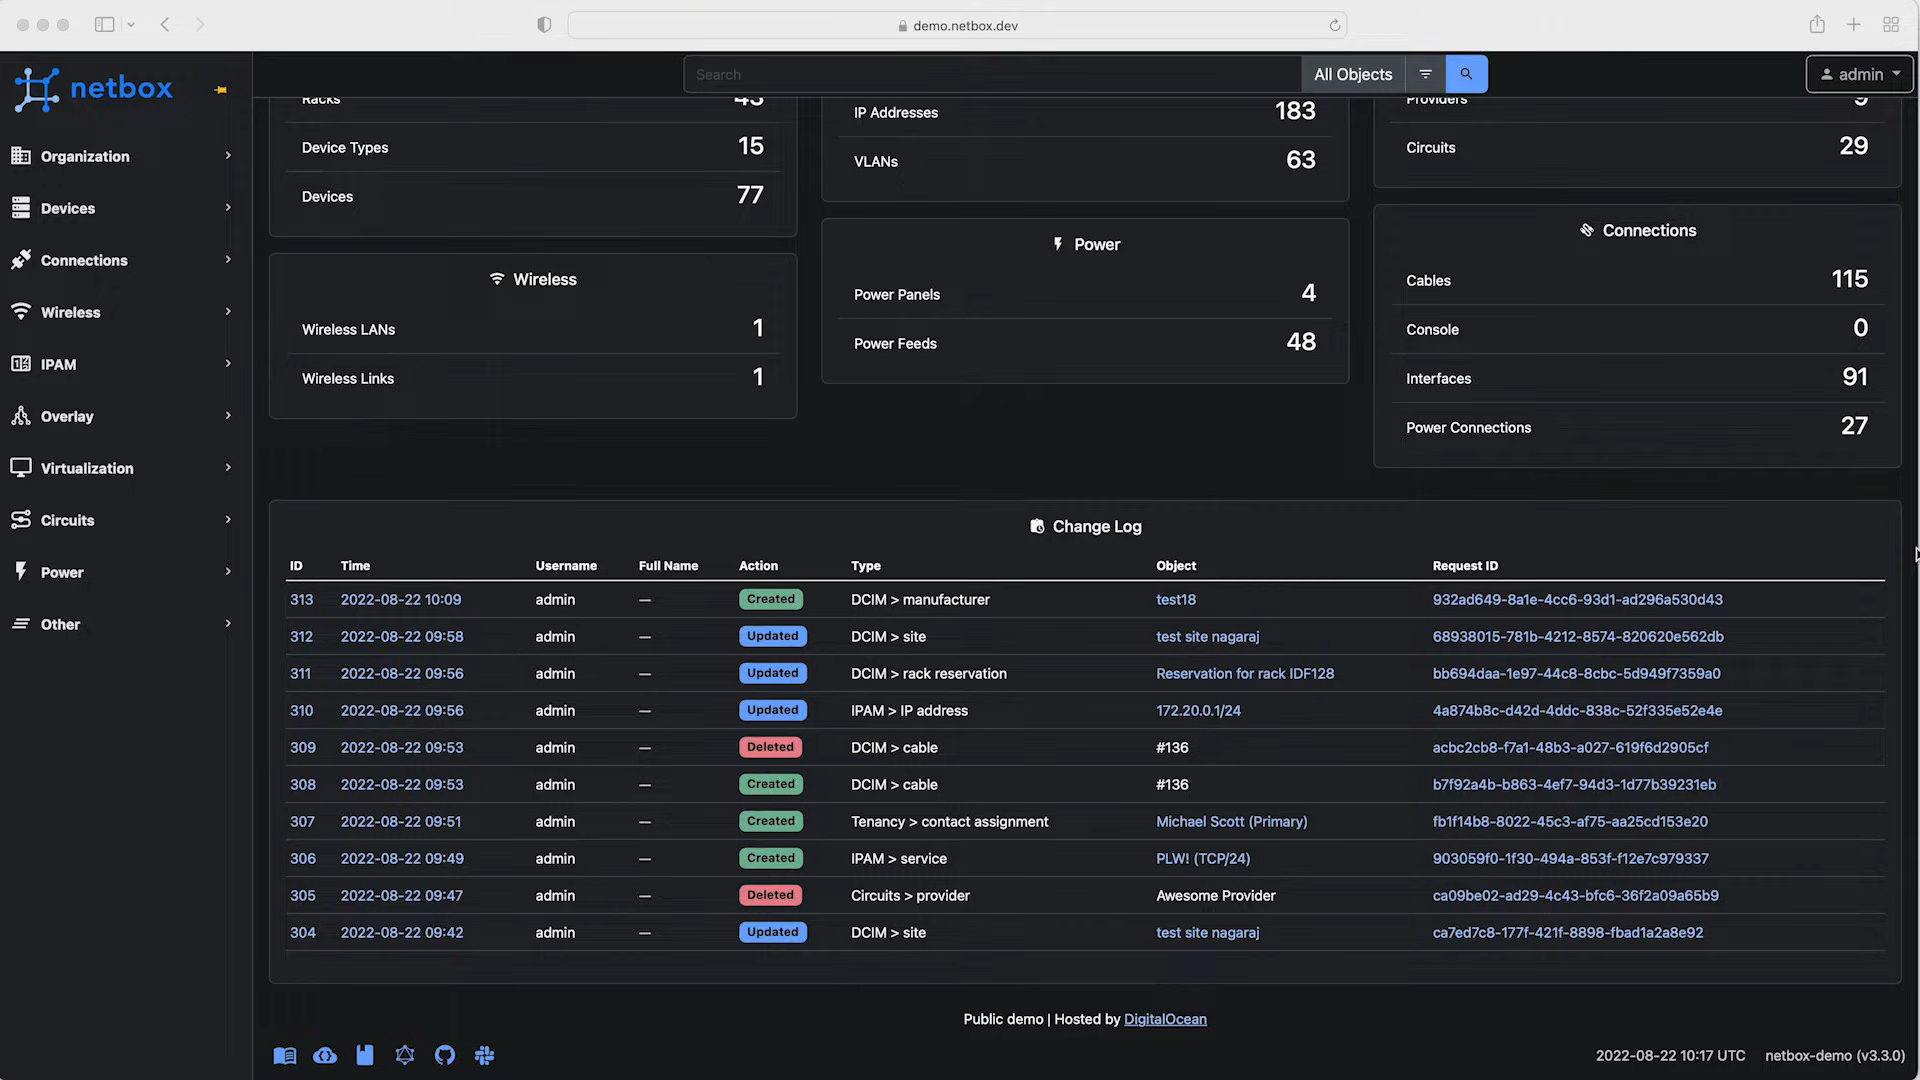 demo.netbox.dev
netbox
Search
All Objects
admin
Organization
Devices
Connections
Wireless
IPAM
Overlay
Virtualization
Circuits
Power
Other
Racks 43
Device Types 15
Devices 77
Wireless
Wireless LANs 1
Wireless Links 1
IP Addresses 183
VLANs 63
Power
Power Panels 4
Power Feeds 48
Providers 9
Circuits 29
Connections
Cables 115
Console 0
Interfaces 91
Power Connections 27
Change Log
ID Time Username Full Name Action Type Object Request ID
313 2022-08-22 10:09 admin — Created DCIM > manufacturer test18 932ad649-8a1e-4cc6-93d1-ad296a530d43
312 2022-08-22 09:58 admin — Updated DCIM > site test site nagaraj 68938015-781b-4212-8574-820620e562db
311 2022-08-22 09:56 admin — Updated DCIM > rack reservation Reservation for rack IDF128 bb694daa-1e97-44c8-8cbc-5d949f7359a0
310 2022-08-22 09:56 admin — Updated IPAM > IP address 172.20.0.1/24 4a874b8c-d42d-4ddc-838c-52f335e52e4e
309 2022-08-22 09:53 admin — Deleted DCIM > cable #136 acbc2cb8-f7a1-48b3-a027-619f6d2905cf
308 2022-08-22 09:53 admin — Created DCIM > cable #136 b7f92a4b-b863-4ef7-94d3-1d77b39231eb
307 2022-08-22 09:51 admin — Created Tenancy > contact assignment Michael Scott (Primary) fb1f14b8-8022-45c3-af75-aa25cd153e20
306 2022-08-22 09:49 admin — Created IPAM > service PLW! (TCP/24) 903059f0-1f30-494a-853f-f12e7c979337
305 2022-08-22 09:47 admin — Deleted Circuits > provider Awesome Provider ca09be02-ad29-4c43-bfc6-36f2a09a65b9
304 2022-08-22 09:42 admin — Updated DCIM > site test site nagaraj ca7ed7c8-177f-421f-8898-fbad1a2a8e92
Public demo | Hosted by DigitalOcean
2022-08-22 10:17 UTC netbox-demo (v3.3.0)